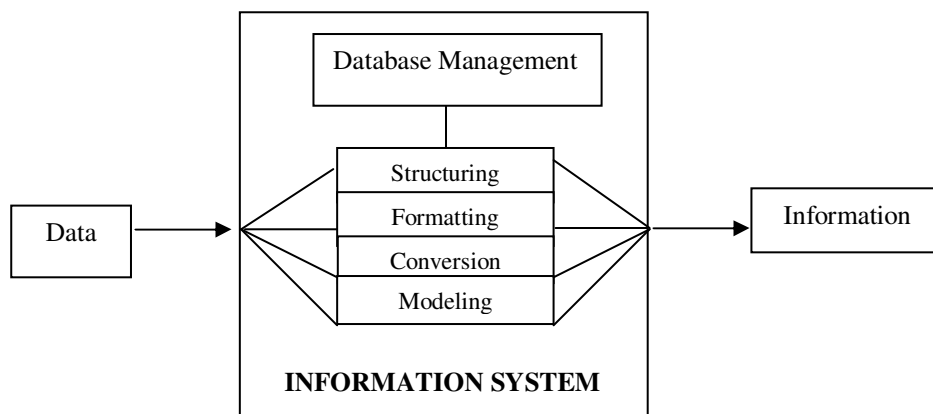 Database Management
Structuring
Formatting
Conversion
Modeling
Data
Information
INFORMATION SYSTEM